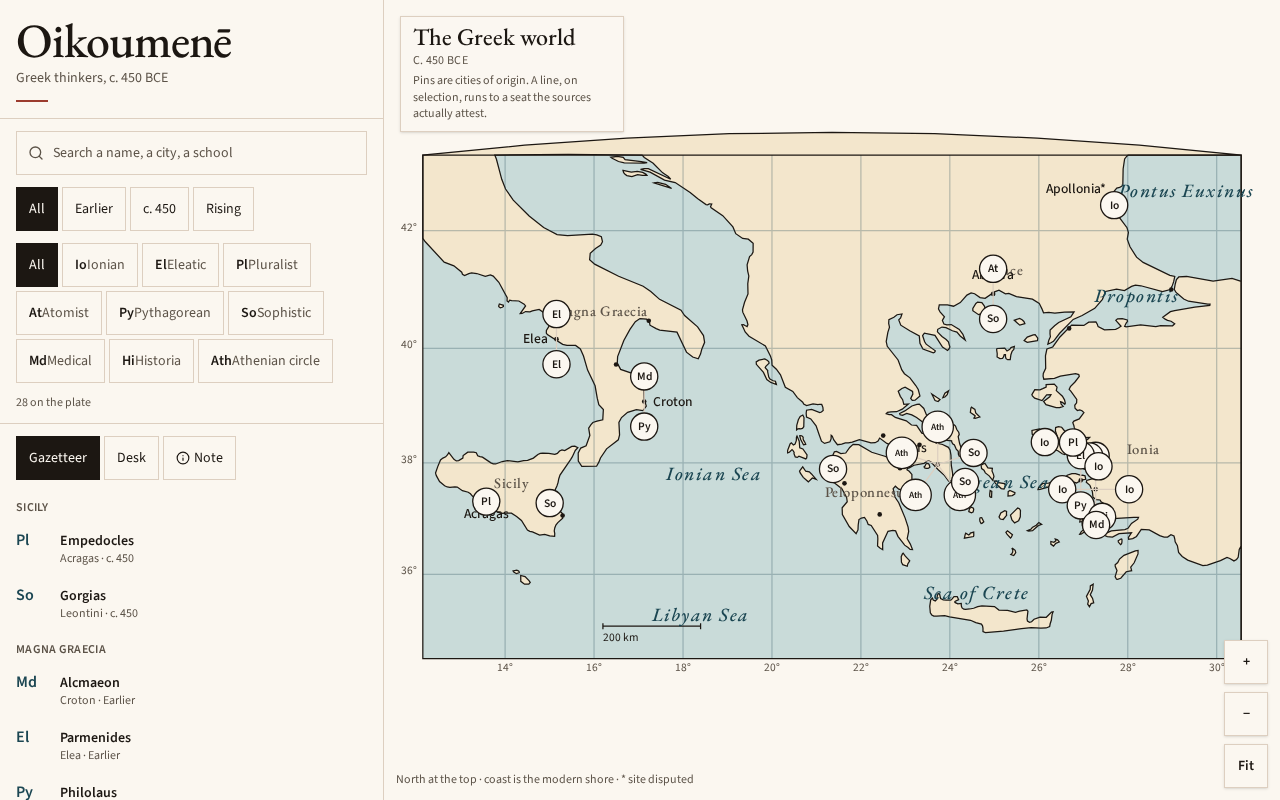 Oikoumenē
Greek thinkers, c. 450 BCE
Search a name, a city, a school
All Earlier c. 450 Rising
All IoIonian ElEleatic PlPluralist
AtAtomist PyPythagorean SoSophistic
MdMedical HiHistoria AthAthenian circle
28 on the plate
Gazetteer Desk Note
SICILY
Pl Empedocles
Acragas · c. 450
So Gorgias
Leontini · c. 450
MAGNA GRAECIA
Md Alcmaeon
Croton · Earlier
El Parmenides
Elea · Earlier
Py Philolaus
The Greek world
C. 450 BCE
Pins are cities of origin. A line, on
selection, runs to a seat the sources
actually attest.
Apollonia* Pontus Euxinus
Io
42°
At
Propontis
El So
Elea
40°
El Md
Croton
Py
Ath
Io Pl
Ionia
Ath So Io
38° Ionian Sea So
Sicily So Io Io
Pl So Peloponnes Ath Py
Acragas Md
36°
Sea of Crete
Libyan Sea
200 km
14° 16° 18° 20° 22° 24° 26° 28° 30°
+
−
Fit
North at the top · coast is the modern shore · * site disputed